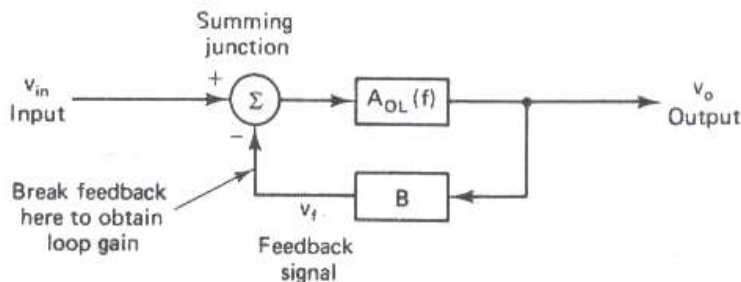 Summing
junction
v_in
Input
+
Σ
−
A_OL (f)
v_o
Output
Break feedback
here to obtain
loop gain
v_f
B
Feedback
signal